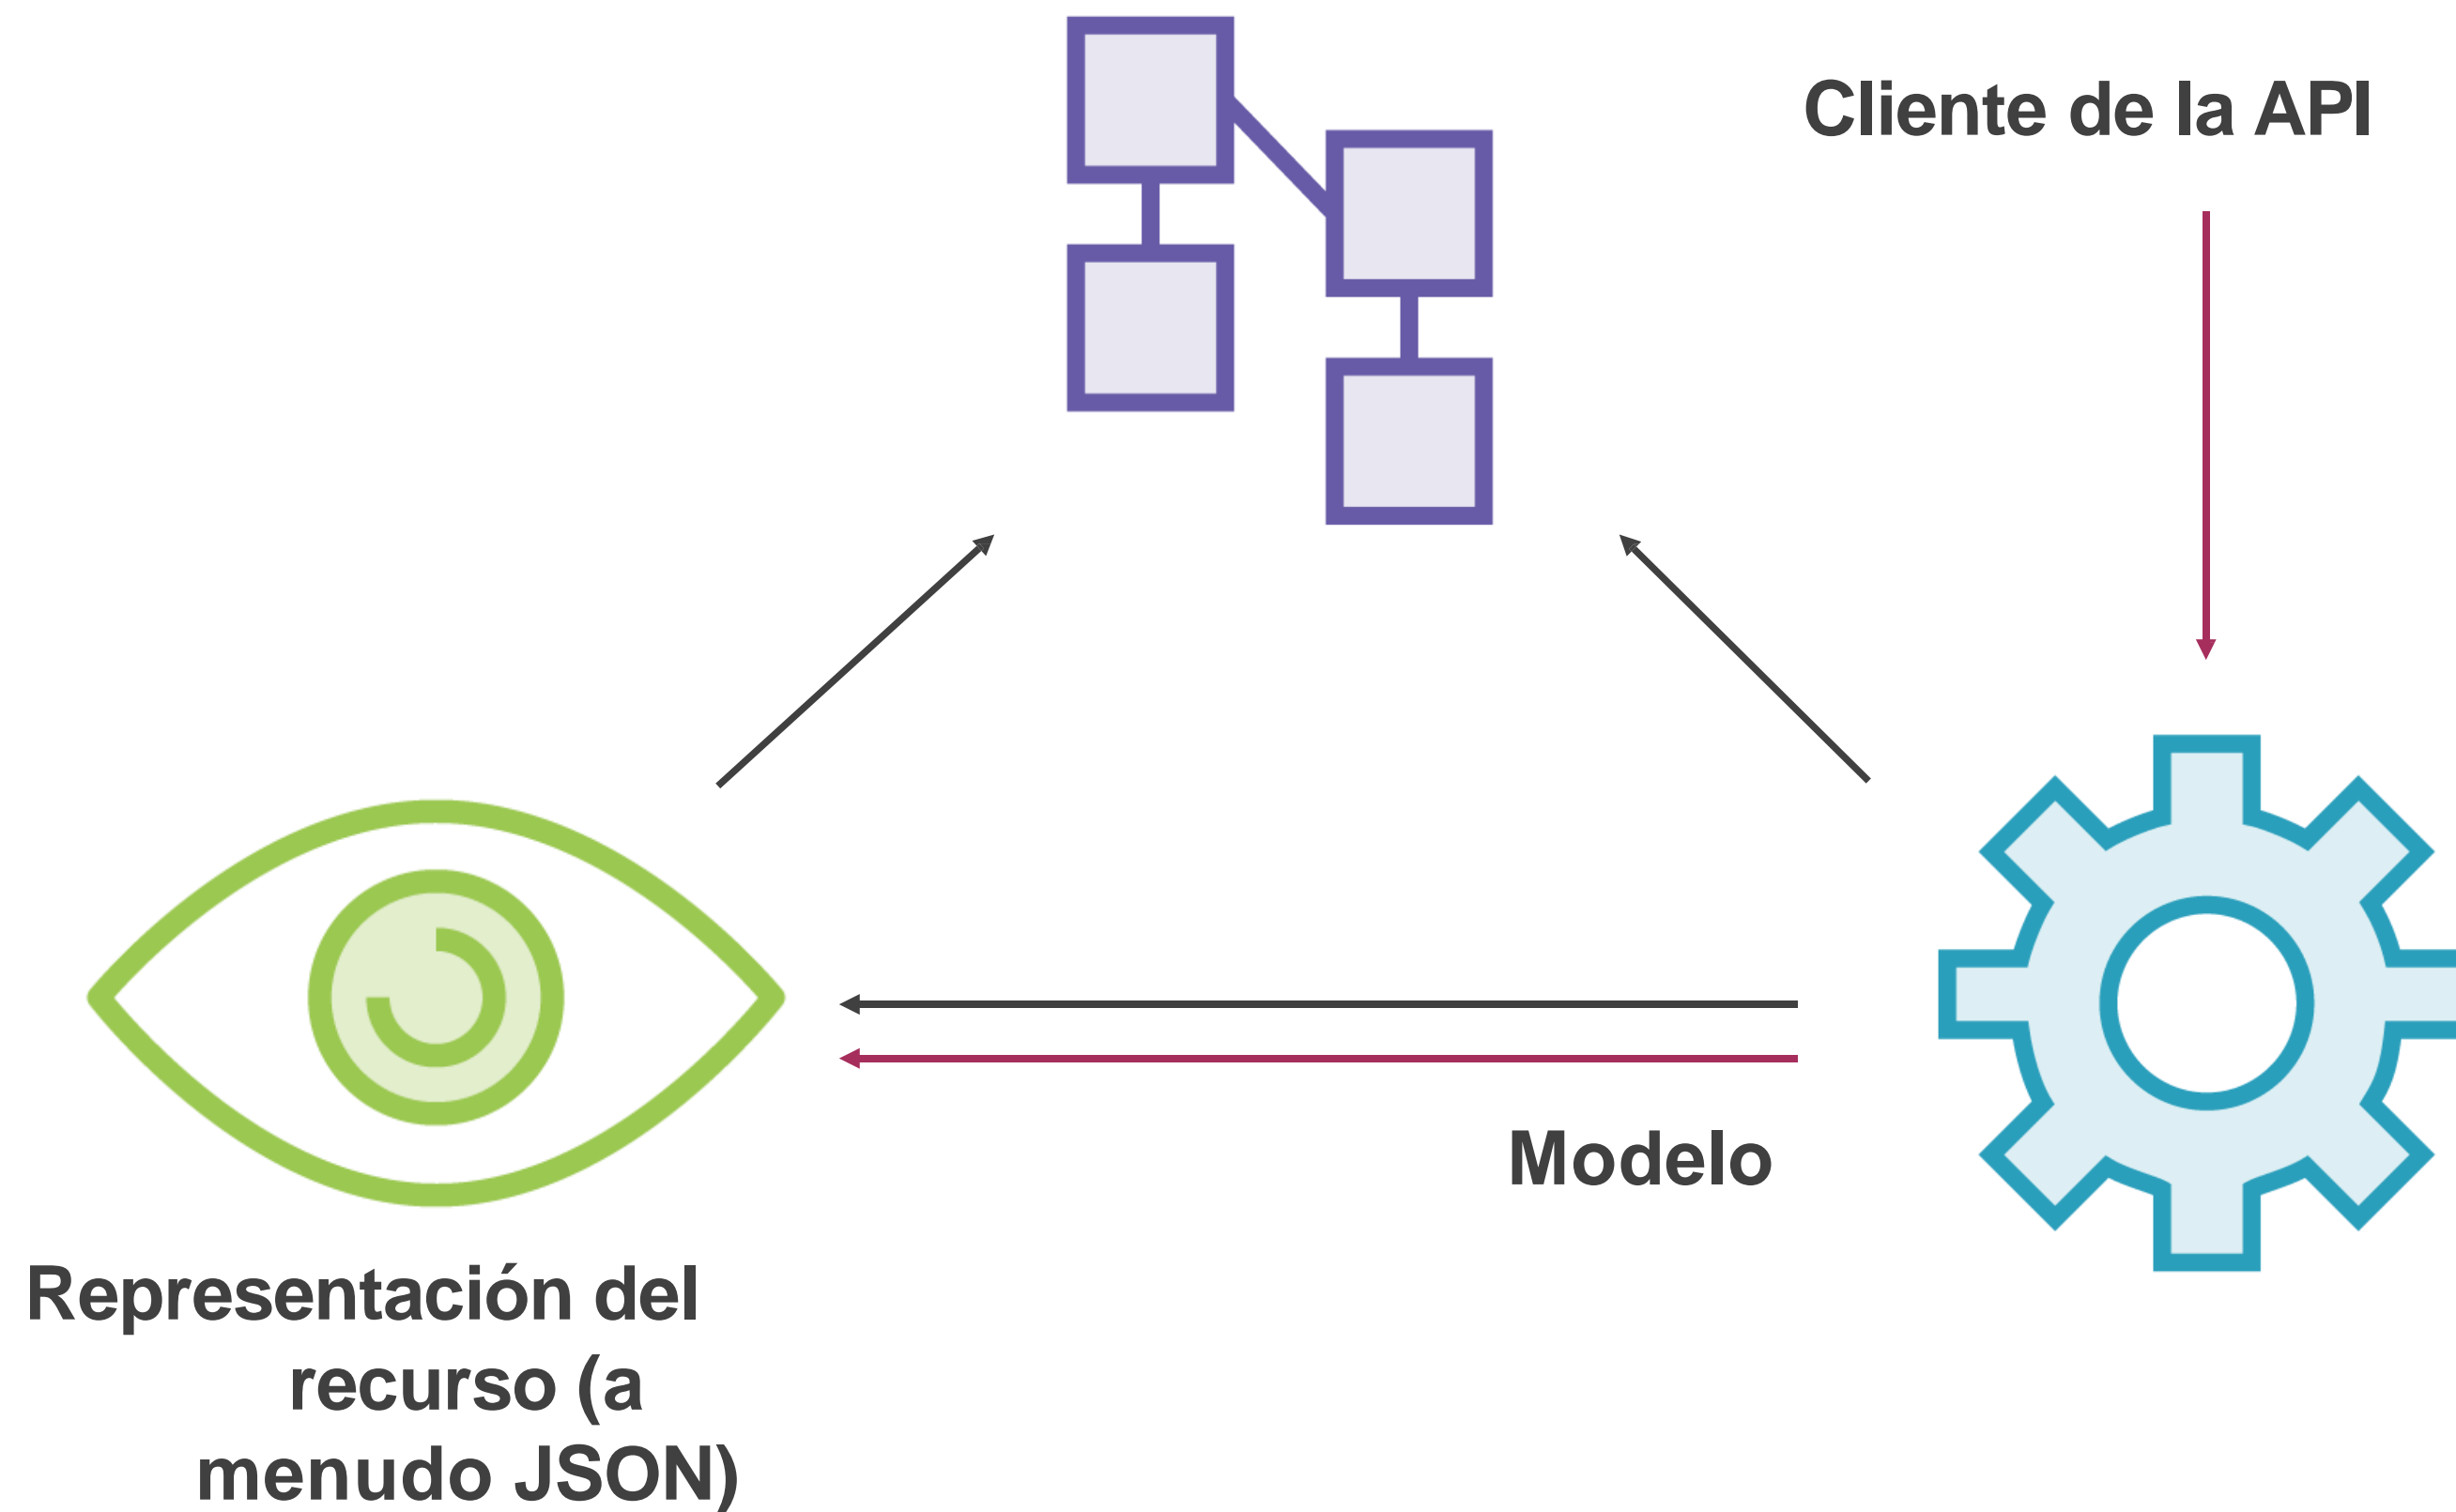 Cliente de la API
Modelo
Representación del
recurso (a
menudo JSON)